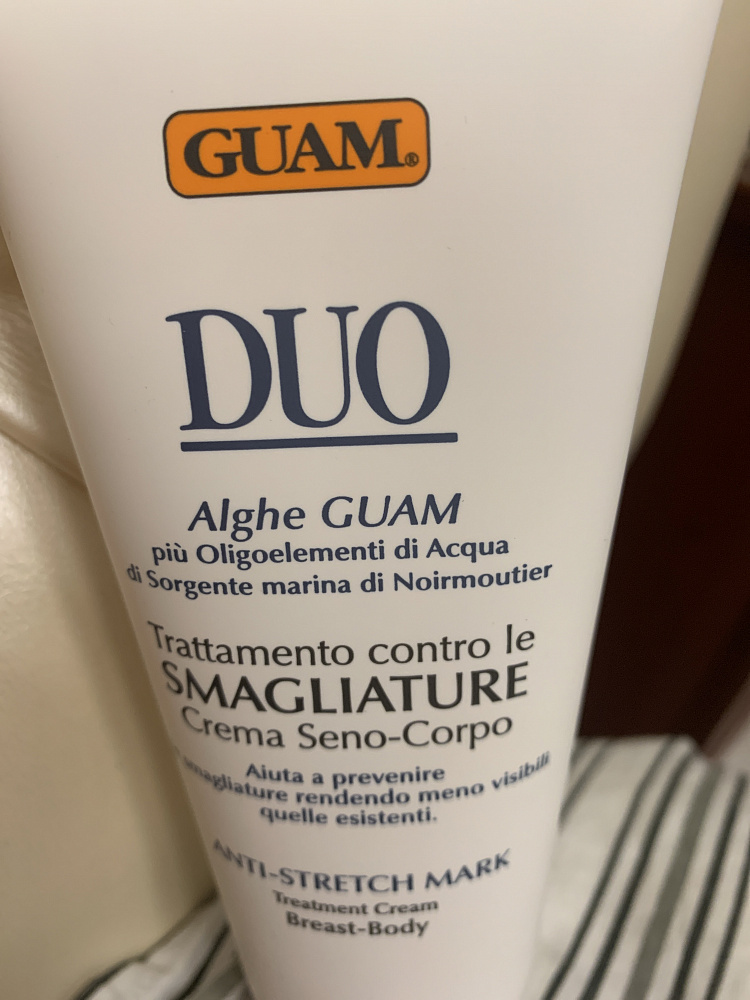 GUAM®
DUO
Alghe GUAM
più Oligoelementi di Acqua
di Sorgente marina di Noirmoutier
Trattamento contro le
SMAGLIATURE
Crema Seno-Corpo
Aiuta a prevenire
smagliature rendendo meno visibili
quelle esistenti.
ANTI-STRETCH MARK
Treatment Cream
Breast-Body